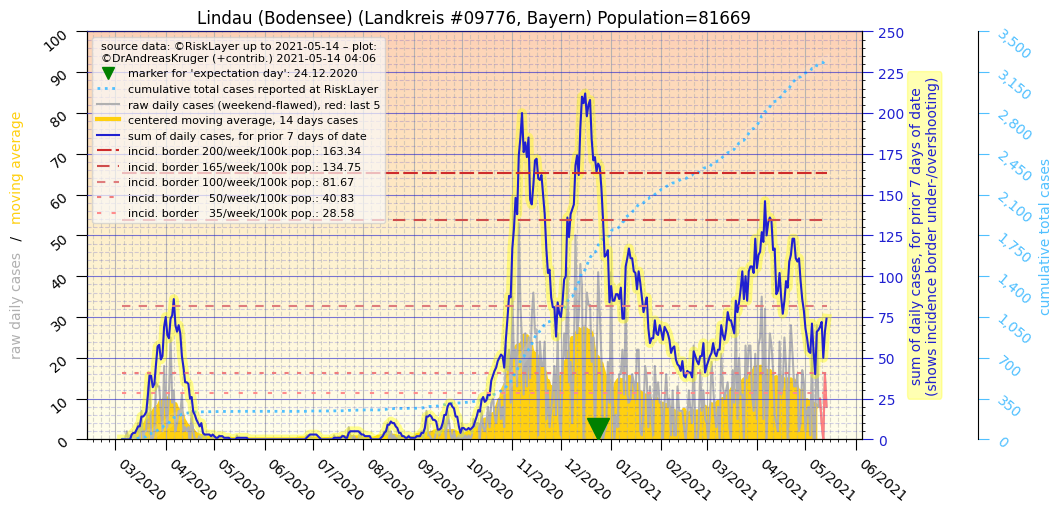 Lindau (Bodensee) (Landkreis #09776, Bayern) Population=81669
source data: ©RiskLayer up to 2021-05-14 – plot:
©DrAndreasKruger (+contrib.) 2021-05-14 04:06
marker for 'expectation day': 24.12.2020
cumulative total cases reported at RiskLayer
raw daily cases (weekend-flawed), red: last 5
centered moving average, 14 days cases
sum of daily cases, for prior 7 days of date
incid. border 200/week/100k pop.: 163.34
incid. border 165/week/100k pop.: 134.75
incid. border 100/week/100k pop.: 81.67
incid. border 50/week/100k pop.: 40.83
incid. border 35/week/100k pop.: 28.58
raw daily cases / moving average
100
90
80
70
60
50
40
30
20
10
0
250
225
200
175
150
125
100
75
50
25
0
sum of daily cases, for prior 7 days of date
(shows incidence border under-/overshooting)
3,500
3,150
2,800
2,450
2,100
1,750
1,400
1,050
700
350
0
cumulative total cases
03/2020
04/2020
05/2020
06/2020
07/2020
08/2020
09/2020
10/2020
11/2020
12/2020
01/2021
02/2021
03/2021
04/2021
05/2021
06/2021